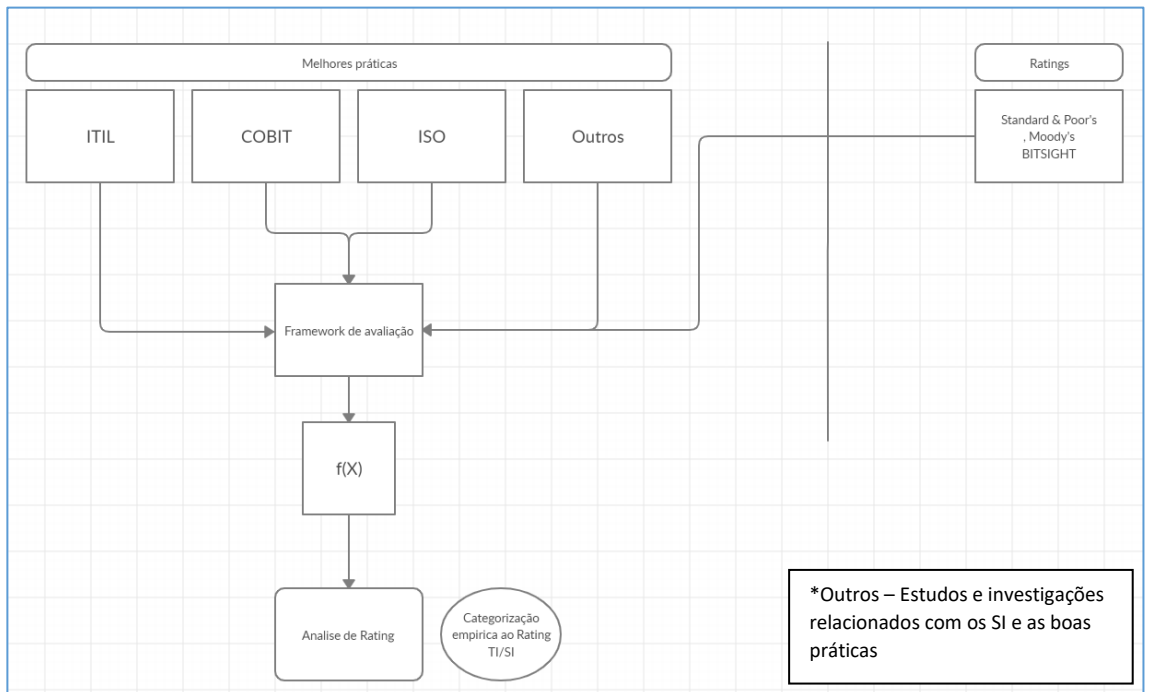 Melhores práticas
Ratings
ITIL
COBIT
ISO
Outros
Standard & Poor's
, Moody's
BITSIGHT
Framework de avaliação
f(X)
Analise de Rating
Categorização
empirica ao Rating
TI/SI
*Outros – Estudos e investigações
relacionados com os SI e as boas
práticas